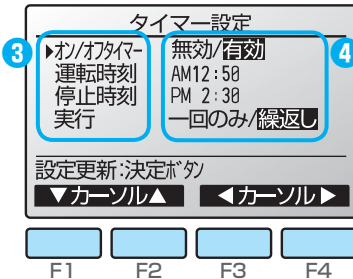 タイマー設定
3 ▶オン/オフタイマー 無効/有効 4
運転時刻 AM12:50
停止時刻 PM 2:30
実行 一回のみ/繰返し
設定更新:決定ボタン
▼カーソル▲ ◀カーソル▶
F1 F2 F3 F4